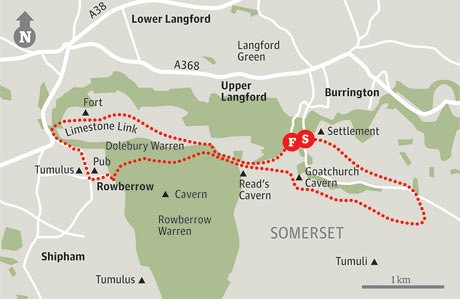 A38
Lower Langford
N
A368
Langford
Green
Upper
Langford
Burrington
Fort
Limestone Link
F
S
Settlement
Dolebury Warren
Tumulus
Pub
Rowberrow
Read's
Cavern
Goatchurch
Cavern
Cavern
Rowberrow
Warren
SOMERSET
Shipham
Tumuli
Tumulus
1 km